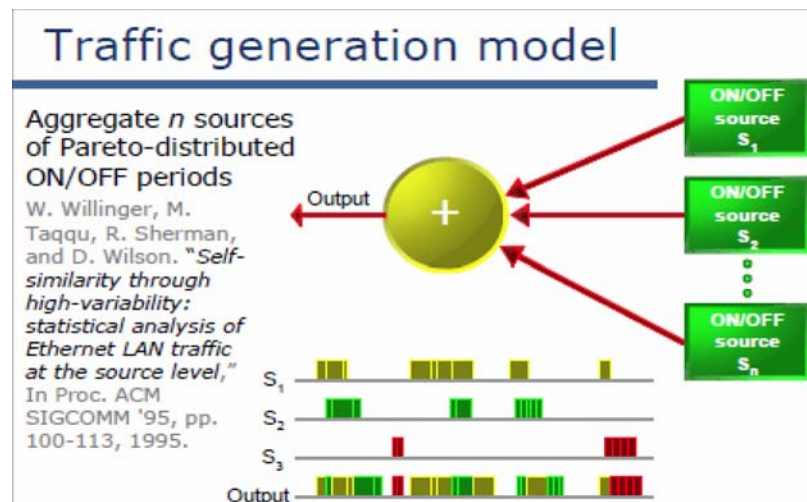 Traffic generation model
Aggregate n sources
of Pareto-distributed
ON/OFF periods
W. Willinger, M.
Taqqu, R. Sherman,
and D. Wilson. "Self-
similarity through
high-variability:
statistical analysis of
Ethernet LAN traffic
at the source level,"
In Proc. ACM
SIGCOMM '95, pp.
100-113, 1995.
Output
+
ON/OFF
source
S1
ON/OFF
source
S2
ON/OFF
source
Sn
S1
S2
S3
Output